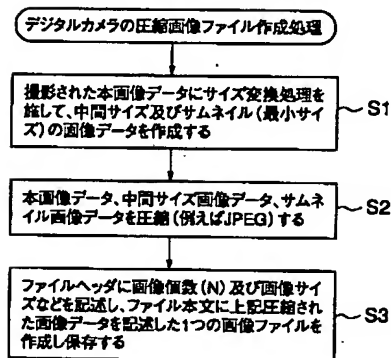 デジタルカメラの圧縮画像ファイル作成処理
撮影された本画像データにサイズ変換処理を
施して、中間サイズ及びサムネイル(最小サイ
ズ)の画像データを作成する
S1
本画像データ、中間サイズ画像データ、サムネ
イル画像データを圧縮(例えばJPEG)する
S2
ファイルヘッダに画像個数(N)及び画像サイ
ズなどを記述し、ファイル本文に上記圧縮され
た画像データを記述した1つの画像ファイルを
作成し保存する
S3